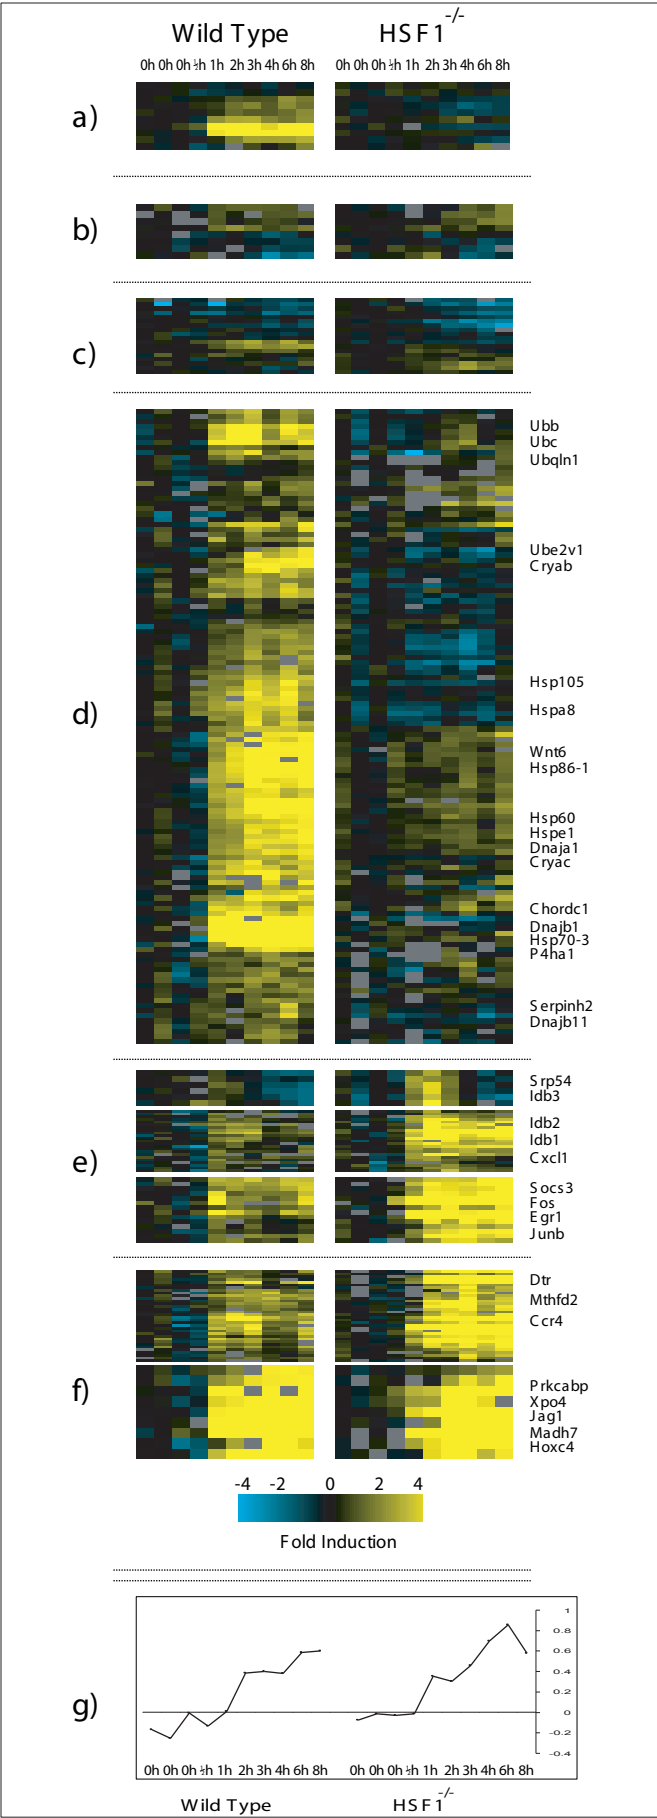 Wild Type HSF1-/-
0h 0h 0h ½h 1h 2h 3h 4h 6h 8h 0h 0h 0h ½h 1h 2h 3h 4h 6h 8h
a)
b)
c)
d)
Ubb
Ubc
Ubqln1
Ube2v1
Cryab
Hsp105
Hspa8
Wnt6
Hsp86-1
Hsp60
Hspe1
Dnaja1
Cryac
Chordc1
Dnajb1
Hsp70-3
P4ha1
Serpinh2
Dnajb11
e)
Srp54
Idb3
Idb2
Idb1
Cxcl1
Socs3
Fos
Egr1
Junb
f)
Dtr
Mthfd2
Ccr4
Prkcabp
Xpo4
Jag1
Madh7
Hoxc4
-4 -2 0 2 4
Fold Induction
g)
1
0.8
0.6
0.4
0.2
0
-0.2
-0.4
0h 0h 0h ½h 1h 2h 3h 4h 6h 8h 0h 0h 0h ½h 1h 2h 3h 4h 6h 8h
Wild Type HSF1-/-